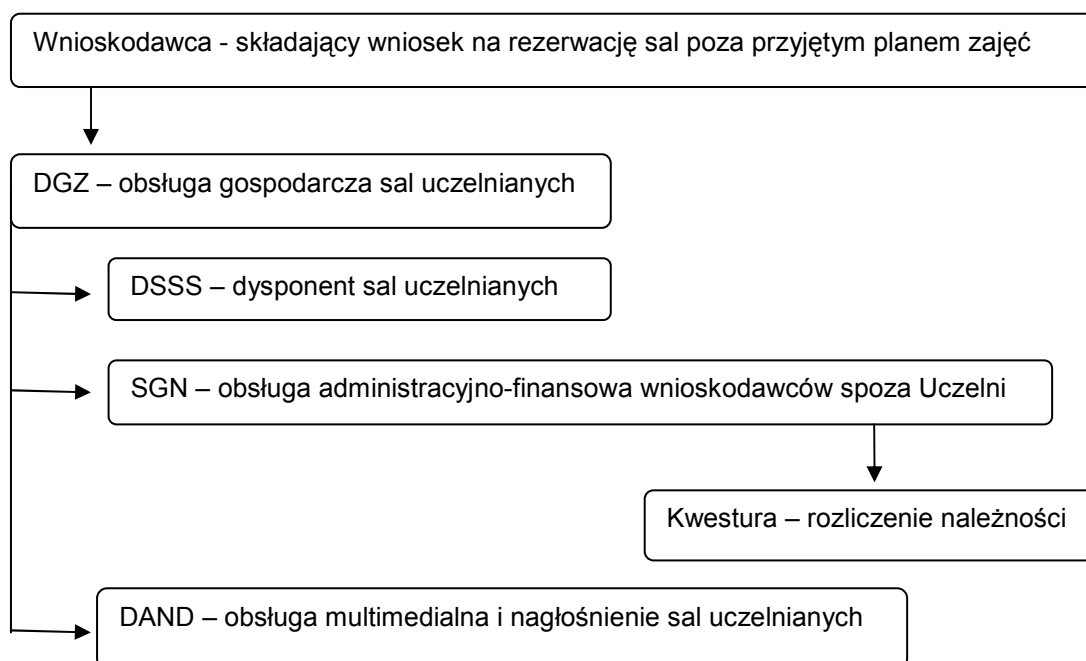 Wnioskodawca - składający wniosek na rezerwację sal poza przyjętym planem zajęć
DGZ – obsługa gospodarcza sal uczelnianych
DSSS – dysponent sal uczelnianych
SGN – obsługa administracyjno-finansowa wnioskodawców spoza Uczelni
Kwestura – rozliczenie należności
DAND – obsługa multimedialna i nagłośnienie sal uczelnianych